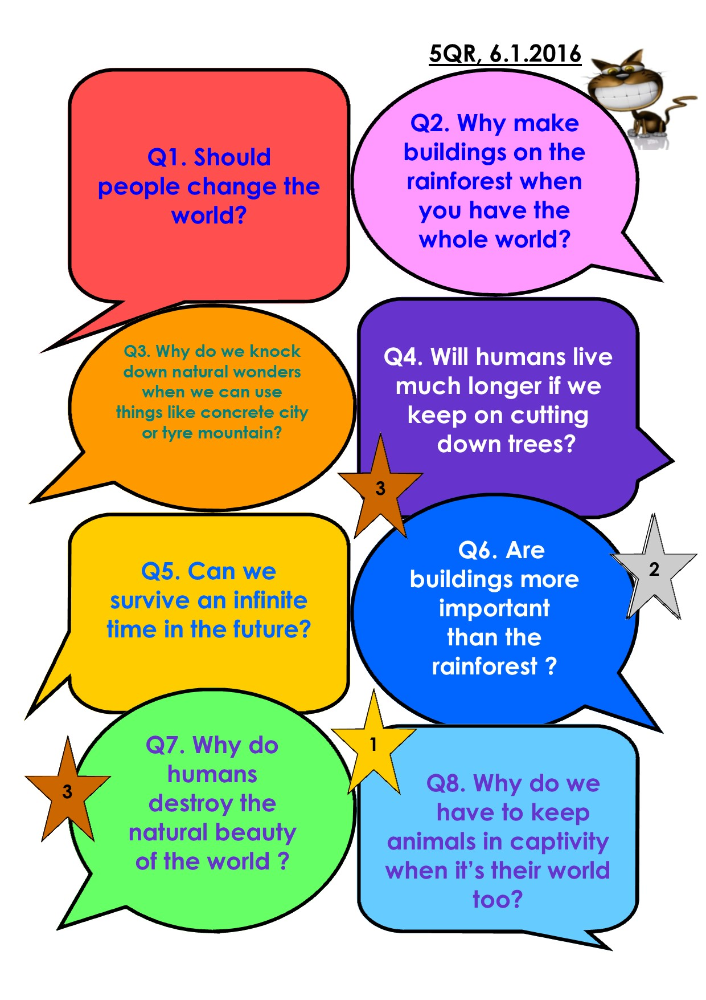 5QR, 6.1.2016
Q1. Should
people change the
world?
Q2. Why make
buildings on the
rainforest when
you have the
whole world?
Q3. Why do we knock
down natural wonders
when we can use
things like concrete city
or tyre mountain?
Q4. Will humans live
much longer if we
keep on cutting
down trees?
3
Q5. Can we
survive an infinite
time in the future?
Q6. Are
buildings more
important
than the
rainforest ?
2
Q7. Why do
humans
destroy the
natural beauty
of the world ?
3
1
Q8. Why do we
have to keep
animals in captivity
when it’s their world
too?